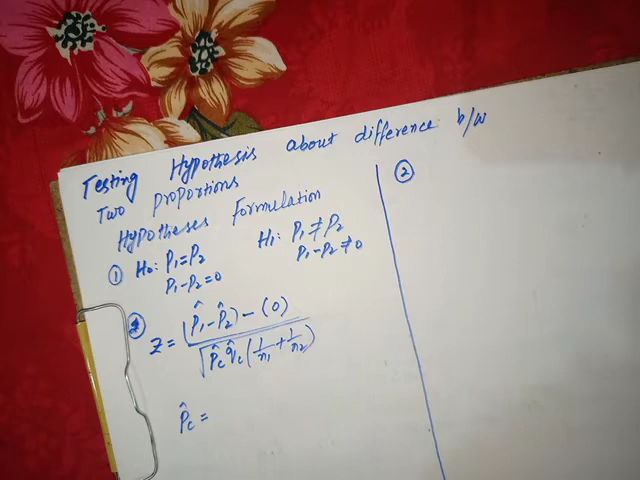 Testing Hypothesis about difference b/w
Two proportions
Hypotheses Formulation
① H₀: P₁=P₂ H₁: P₁≠P₂
P₁-P₂=0 P₁-P₂≠0
Z = (P̂₁-P̂₂) - (0) / √(P̂c q̂c (1/n₁ + 1/n₂))
P̂c =
②